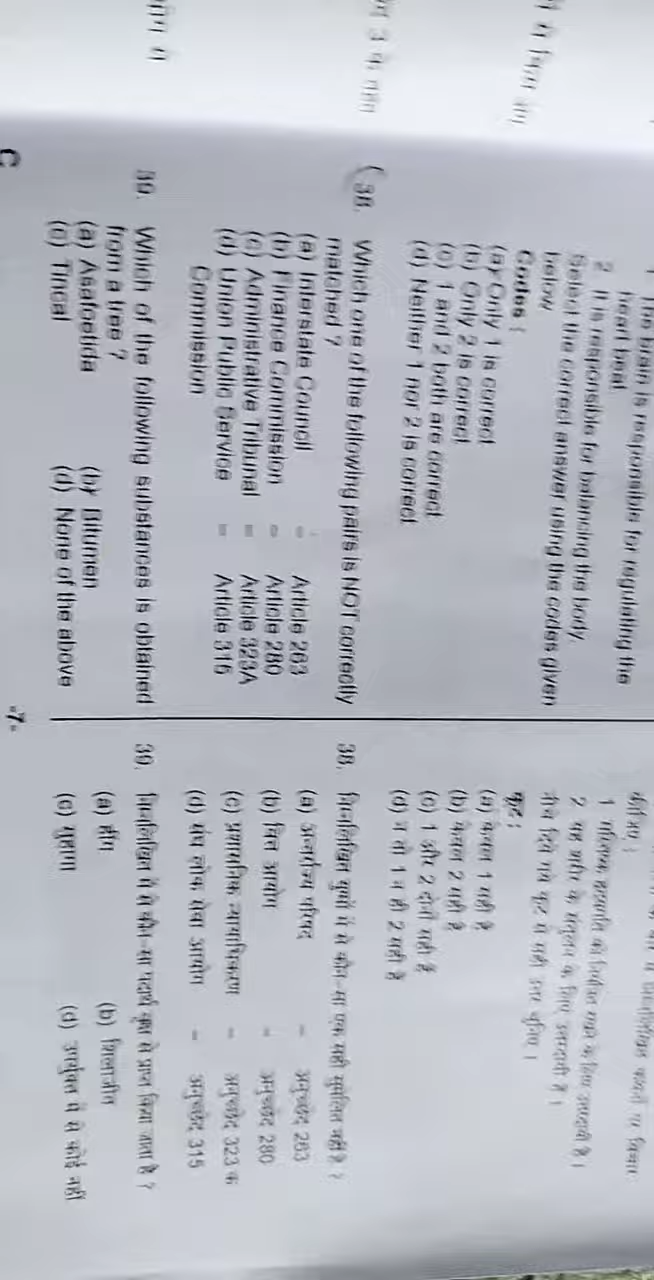 The brain is responsible for regulating the
heart beat.
2. It is responsible for balancing the body.
Select the correct answer using the codes given
below.
Codes :
(a) Only 1 is correct
(b) Only 2 is correct
(c) 1 and 2 both are correct
(d) Neither 1 nor 2 is correct
38. Which one of the following pairs is NOT correctly
matched ?
(a) Interstate Council – Article 263
(b) Finance Commission – Article 280
(c) Administrative Tribunal – Article 323A
(d) Union Public Service – Article 315
Commission
39. Which of the following substances is obtained
from a tree ?
(a) Asafoetida (b) Bitumen
(c) Tincal (d) None of the above
C
कीजिए :
1 मस्तिष्क हृदयगति को नियंत्रित करने के लिए उत्तरदायी है ।
2 यह शरीर के संतुलन के लिए उत्तरदायी है ।
नीचे दिये गये कूट से सही उत्तर चुनिए ।
कूट :
(a) केवल 1 सही है
(b) केवल 2 सही है
(c) 1 और 2 दोनों सही हैं
(d) न तो 1 न ही 2 सही है
38. निम्नलिखित युग्मों में से कौन-सा एक सही सुमेलित नहीं है ?
(a) अन्तर्राज्य परिषद – अनुच्छेद 263
(b) वित्त आयोग – अनुच्छेद 280
(c) प्रशासनिक न्यायाधिकरण – अनुच्छेद 323 क
(d) संघ लोक सेवा आयोग – अनुच्छेद 315
39. निम्नलिखित में से कौन-सा पदार्थ वृक्ष से प्राप्त किया जाता है ?
(a) हींग (b) शिलाजीत
(c) सुहागा (d) उपर्युक्त में से कोई नहीं
-7-